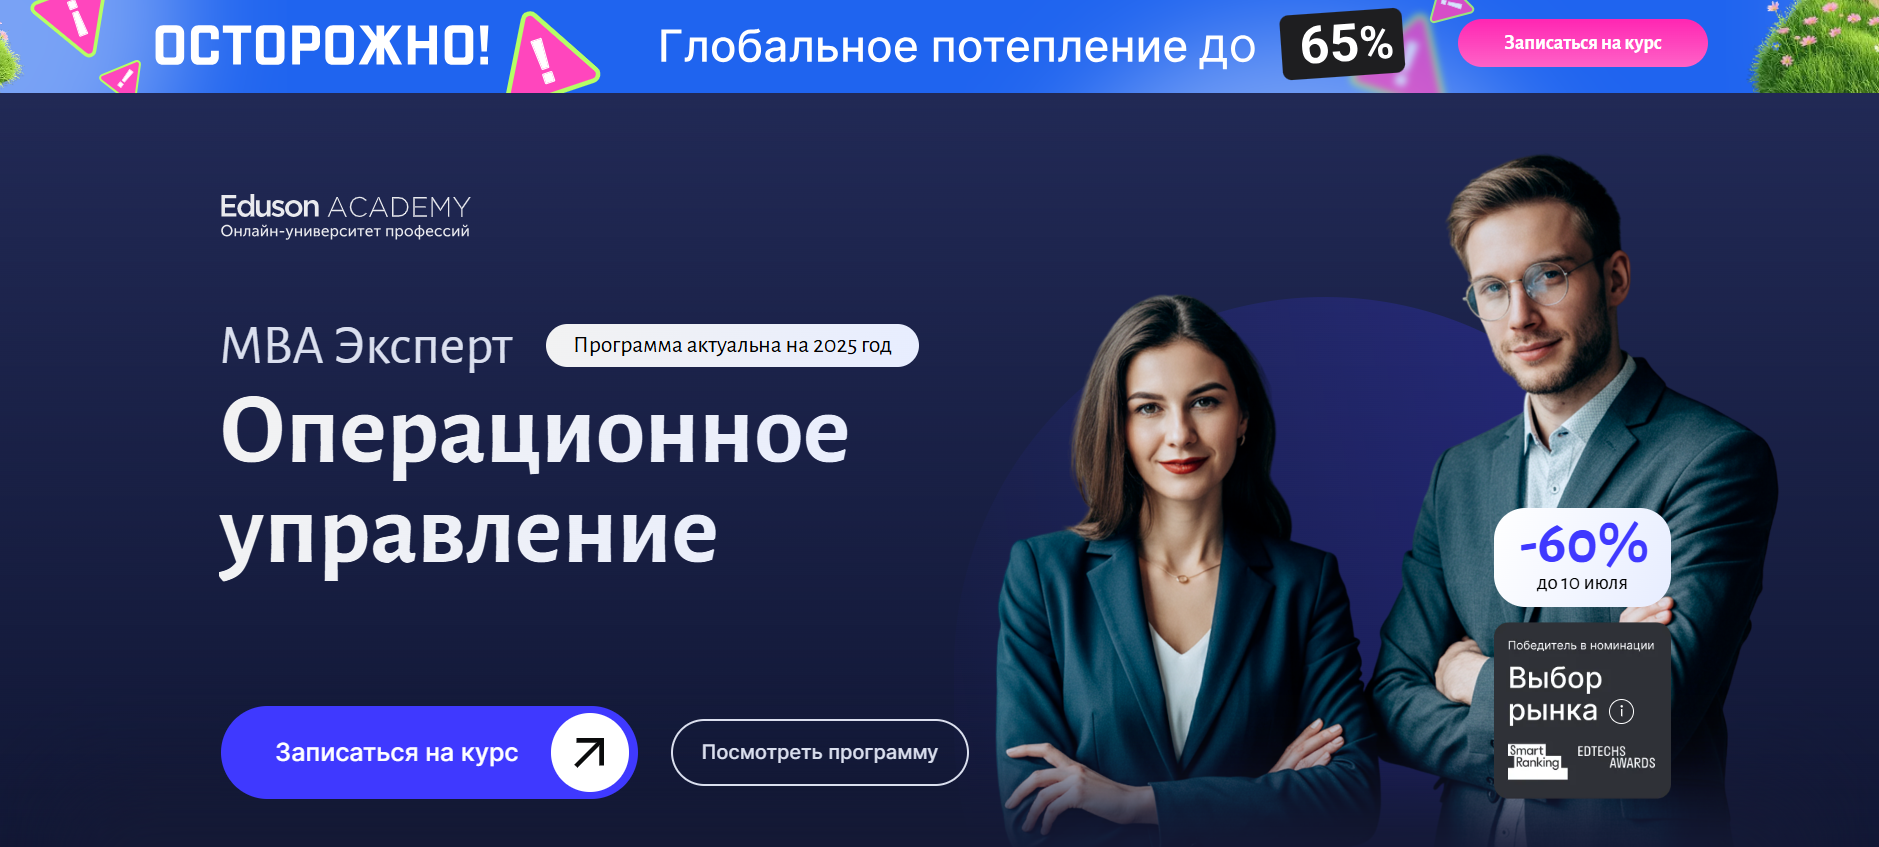 ОСТОРОЖНО!
Глобальное потепление до 65%
Записаться на курс
Eduson ACADEMY
Онлайн-университет профессий
МВА Эксперт
Программа актуальна на 2025 год
Операционное
управление
-60%
до 10 июля
Победитель в номинации
Выбор
рынка
Smart
Ranking
EDTECHS
AWARDS
Записаться на курс
Посмотреть программу